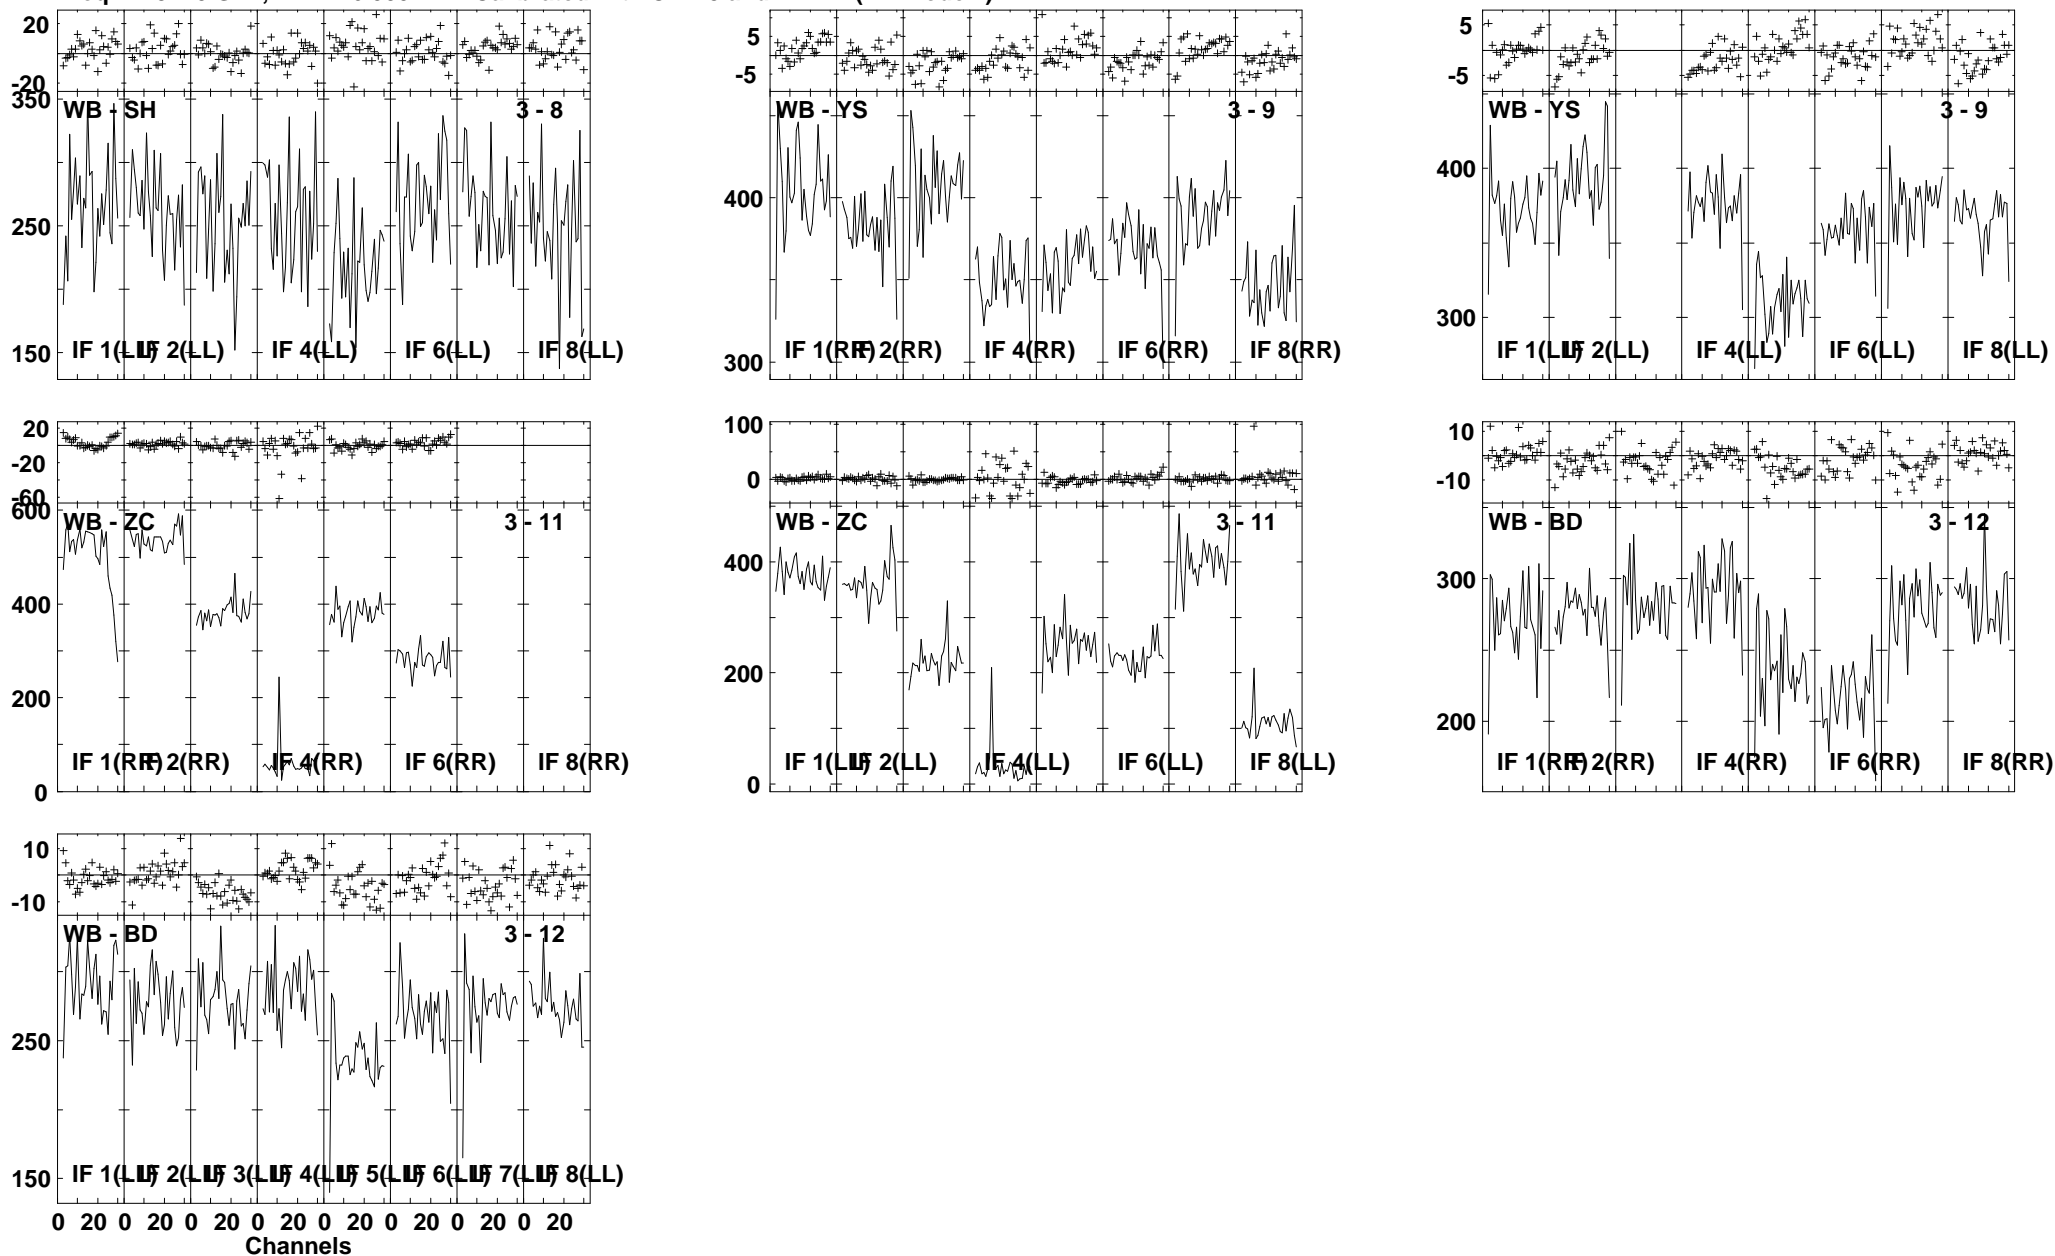 20
-20
350
250
150
WB - SH 3 - 8
IF 1(LL) IF 2(LL) IF 4(LL) IF 6(LL) IF 8(LL)
5
-5
400
300
WB - YS 3 - 9
IF 1(RR) IF 2(RR) IF 4(RR) IF 6(RR) IF 8(RR)
5
-5
400
300
WB - YS 3 - 9
IF 1(LL) IF 2(LL) IF 4(LL) IF 6(LL) IF 8(LL)
20
-20
-60
600
400
200
0
WB - ZC 3 - 11
IF 1(RR) IF 2(RR) IF 4(RR) IF 6(RR) IF 8(RR)
100
0
400
200
0
WB - ZC 3 - 11
IF 1(LL) IF 2(LL) IF 4(LL) IF 6(LL) IF 8(LL)
10
-10
300
200
WB - BD 3 - 12
IF 1(RR) IF 2(RR) IF 4(RR) IF 6(RR) IF 8(RR)
10
-10
250
150
WB - BD 3 - 12
IF 1(LL) IF 2(LL) IF 3(LL) IF 4(LL) IF 5(LL) IF 6(LL) IF 7(LL) IF 8(LL)
0 20 0 20 0 20 0 20 0 20 0 20 0 20 0 20
Channels